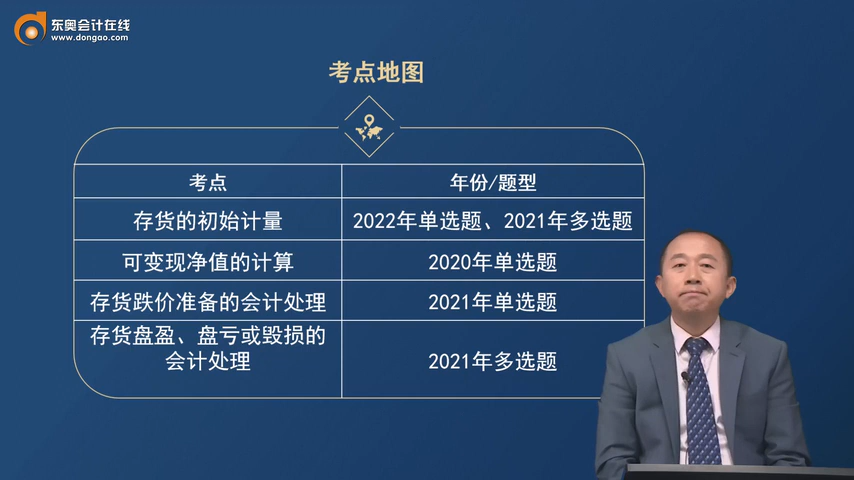 东奥会计在线
www.dongao.com
考点地图
考点 年份/题型
存货的初始计量 2022年单选题、2021年多选题
可变现净值的计算 2020年单选题
存货跌价准备的会计处理 2021年单选题
存货盘盈、盘亏或毁损的
会计处理 2021年多选题